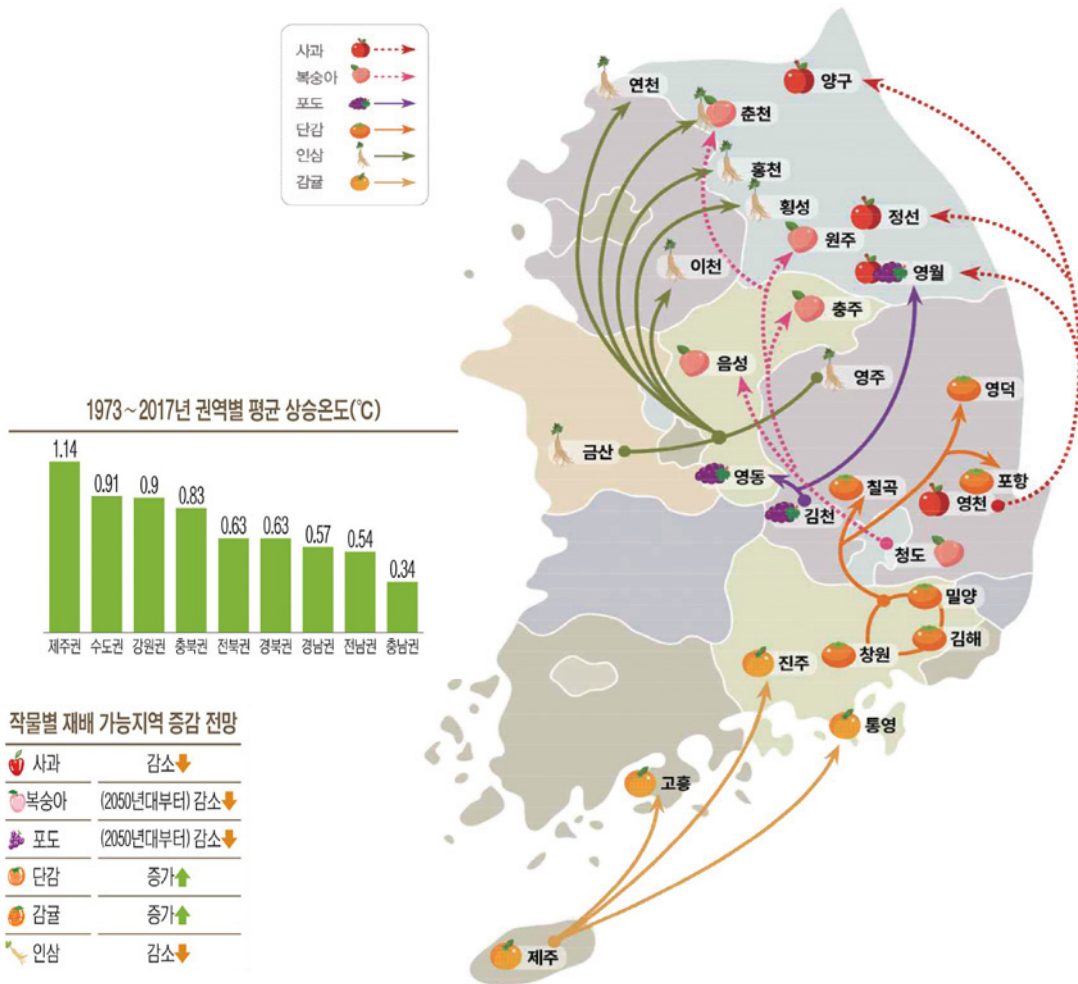 사과
복숭아
포도
단감
인삼
감귤
연천
양구
춘천
홍천
횡성
정선
원주
이천
영월
충주
음성
영주
영덕
금산
영동
칠곡
포항
김천
영천
청도
밀양
김해
창원
진주
통영
고흥
제주
1973~2017년 권역별 평균 상승온도(℃)
1.14
0.91
0.9
0.83
0.63
0.63
0.57
0.54
0.34
제주권 수도권 강원권 충북권 전북권 경북권 경남권 전남권 충남권
작물별 재배 가능지역 증감 전망
사과 감소
복숭아 (2050년대부터) 감소
포도 (2050년대부터) 감소
단감 증가
감귤 증가
인삼 감소